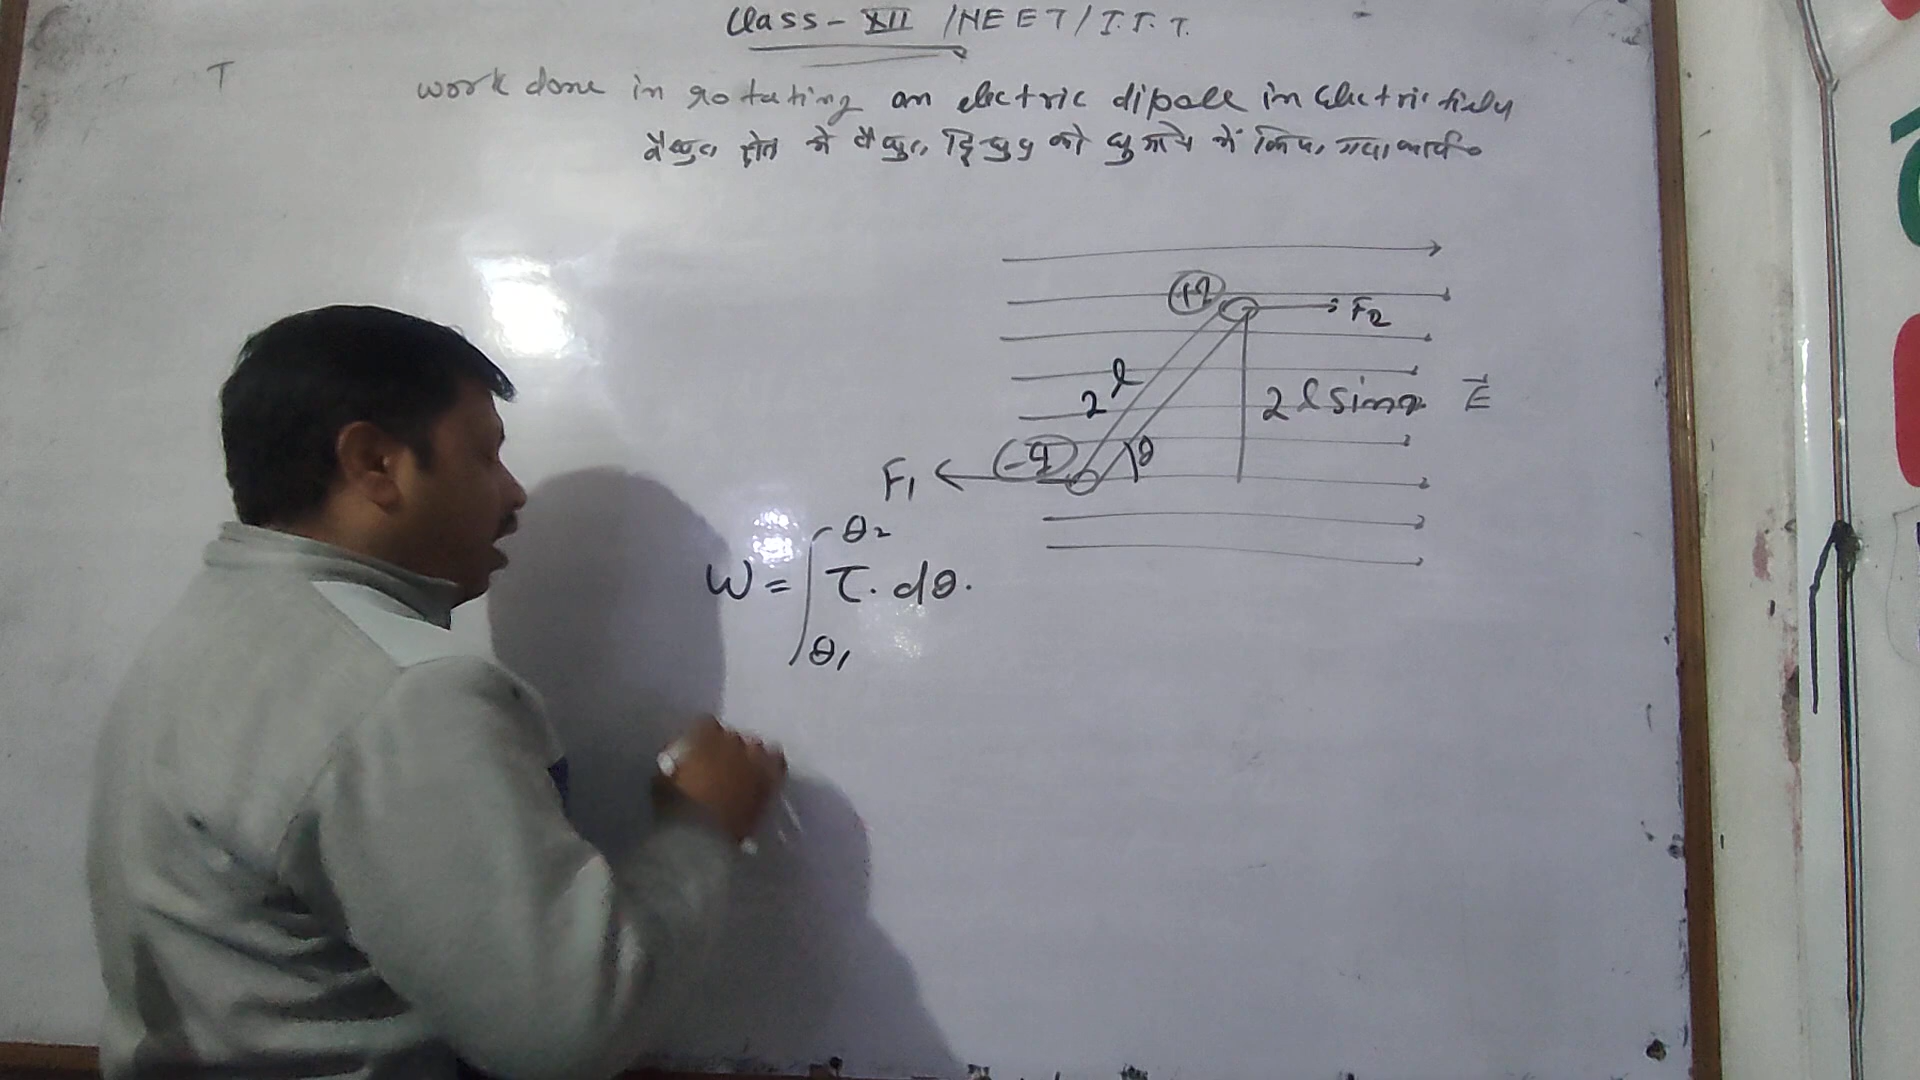 Class - XII / NEET / I.I.T.
T
work done in rotating an electric dipole in electric field
वैद्युत क्षेत्र में वैद्युत द्विध्रुव को घुमाने में किया गया कार्य
+q
F2
2l
2l sinθ
E⃗
-q
θ
F1
θ2
W = ∫ τ. dθ.
θ1